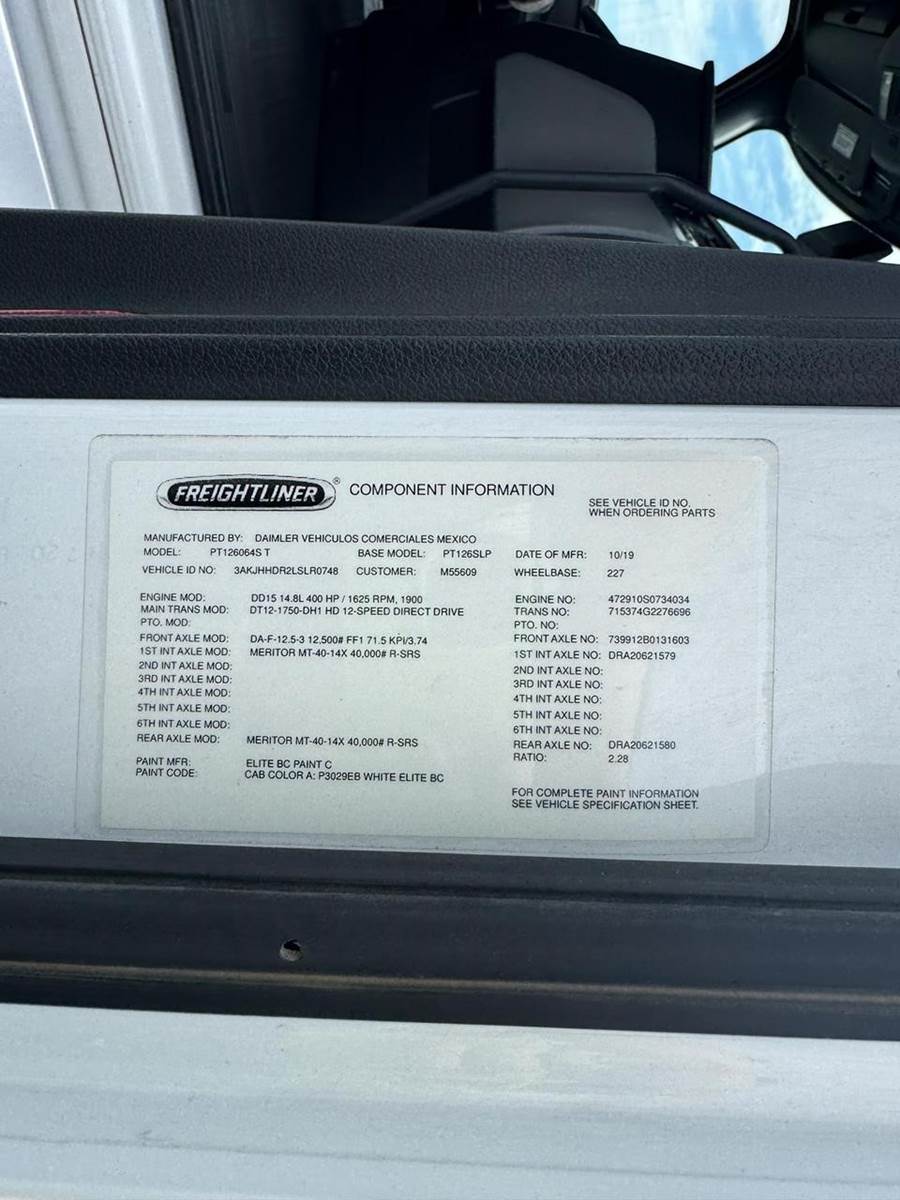 FREIGHTLINER® COMPONENT INFORMATION
SEE VEHICLE ID NO.
WHEN ORDERING PARTS
MANUFACTURED BY: DAIMLER VEHICULOS COMERCIALES MEXICO
MODEL: PT126064S T BASE MODEL: PT126SLP DATE OF MFR: 10/19
VEHICLE ID NO: 3AKJHHDR2LSLR0748 CUSTOMER: M55609 WHEELBASE: 227
ENGINE MOD: DD15 14.8L 400 HP / 1625 RPM, 1900 ENGINE NO: 472910S0734034
MAIN TRANS MOD: DT12-1750-DH1 HD 12-SPEED DIRECT DRIVE TRANS NO: 715374G2276696
PTO. MOD: PTO. NO:
FRONT AXLE MOD: DA-F-12.5-3 12,500# FF1 71.5 KPI/3.74 FRONT AXLE NO: 739912B0131603
1ST INT AXLE MOD: MERITOR MT-40-14X 40,000# R-SRS 1ST INT AXLE NO: DRA20621579
2ND INT AXLE MOD: 2ND INT AXLE NO:
3RD INT AXLE MOD: 3RD INT AXLE NO:
4TH INT AXLE MOD: 4TH INT AXLE NO:
5TH INT AXLE MOD: 5TH INT AXLE NO:
6TH INT AXLE MOD: 6TH INT AXLE NO:
REAR AXLE MOD: MERITOR MT-40-14X 40,000# R-SRS REAR AXLE NO: DRA20621580
RATIO: 2.28
PAINT MFR: ELITE BC PAINT C
PAINT CODE: CAB COLOR A: P3029EB WHITE ELITE BC
FOR COMPLETE PAINT INFORMATION
SEE VEHICLE SPECIFICATION SHEET.